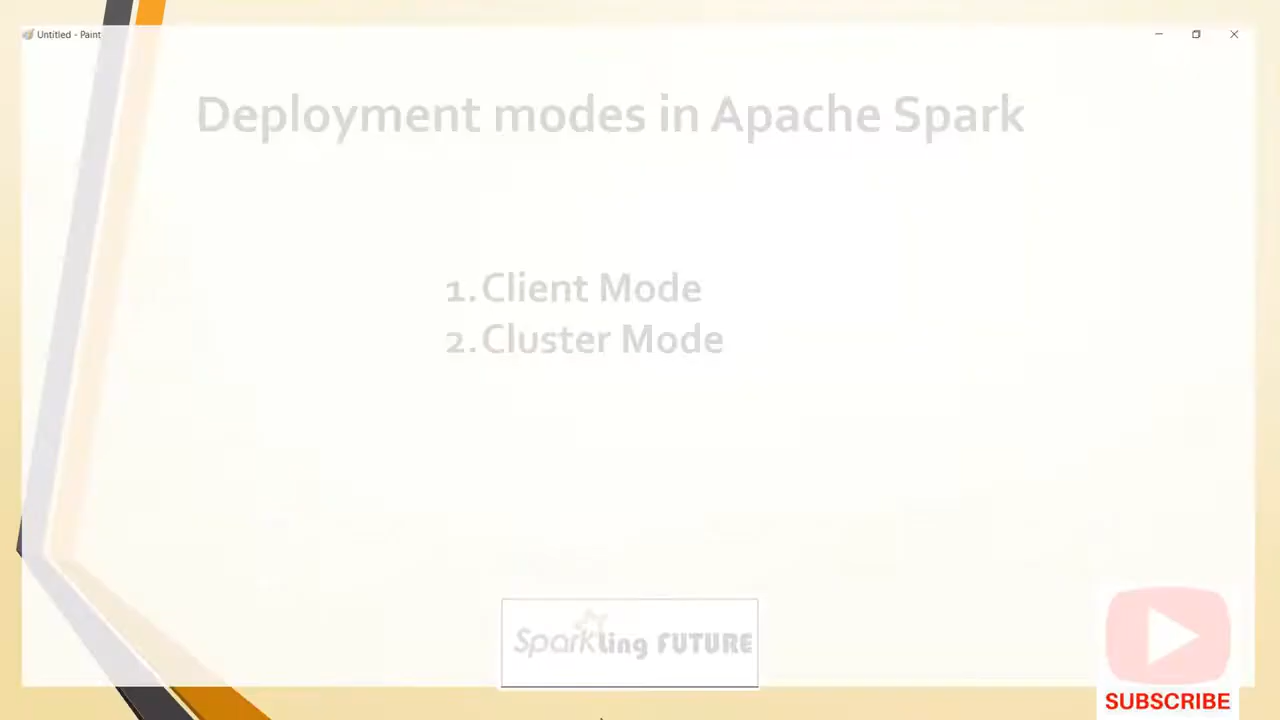 Untitled - Paint
Deployment modes in Apache Spark
1. Client Mode
2. Cluster Mode
Sparkling FUTURE
SUBSCRIBE